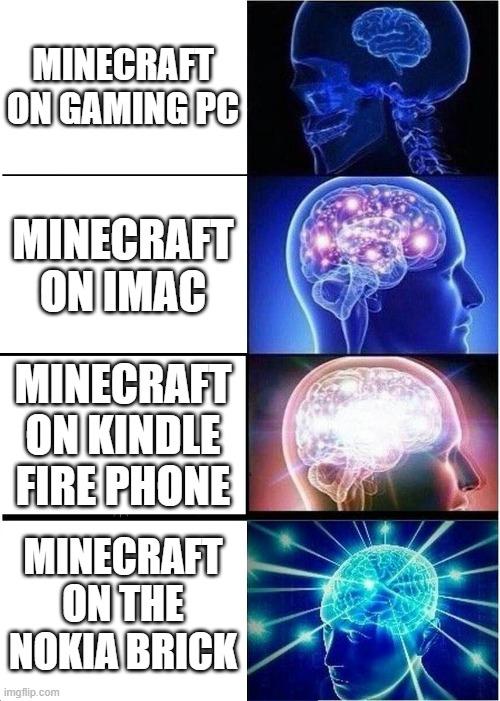 MINECRAFT
ON GAMING PC
MINECRAFT
ON IMAC
MINECRAFT
ON KINDLE
FIRE PHONE
MINECRAFT
ON THE
NOKIA BRICK
imgflip.com